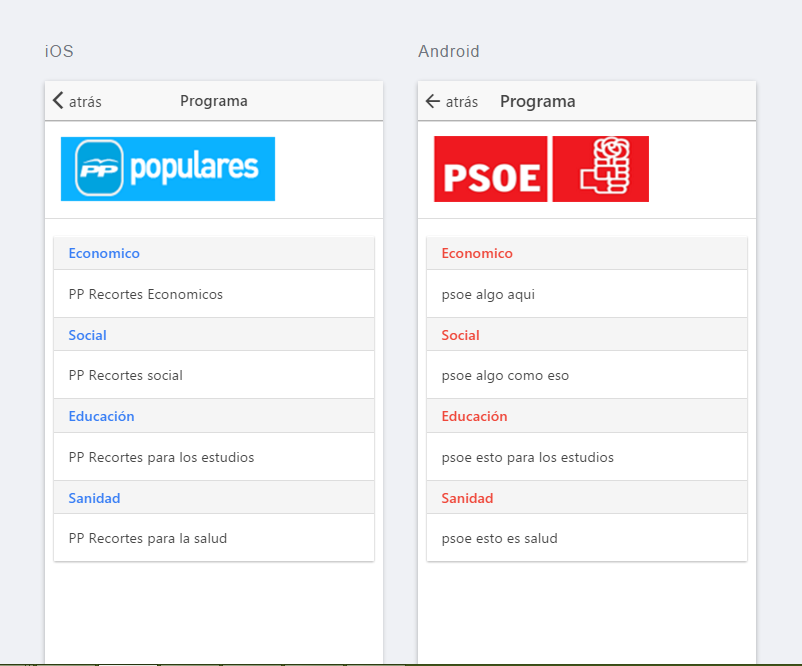 iOS
atrás
Programa
PP populares
Economico
PP Recortes Economicos
Social
PP Recortes social
Educación
PP Recortes para los estudios
Sanidad
PP Recortes para la salud
Android
atrás
Programa
PSOE
Economico
psoe algo aqui
Social
psoe algo como eso
Educación
psoe esto para los estudios
Sanidad
psoe esto es salud